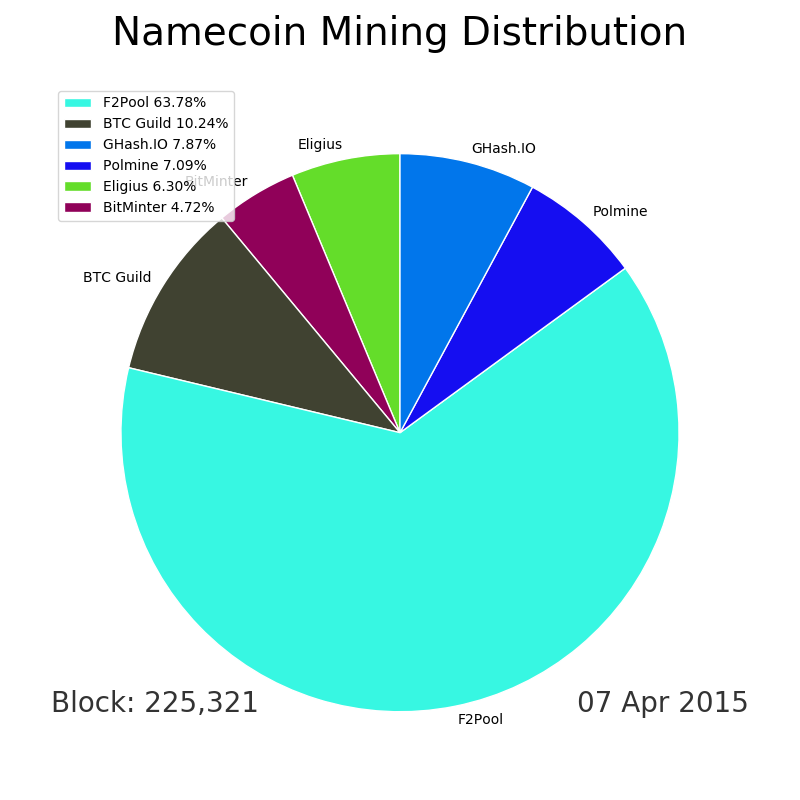 Namecoin Mining Distribution
F2Pool 63.78%
BTC Guild 10.24%
GHash.IO 7.87%
Polmine 7.09%
Eligius 6.30%
BitMinter 4.72%
Eligius
GHash.IO
BitMinter
Polmine
BTC Guild
Block: 225,321
07 Apr 2015
F2Pool